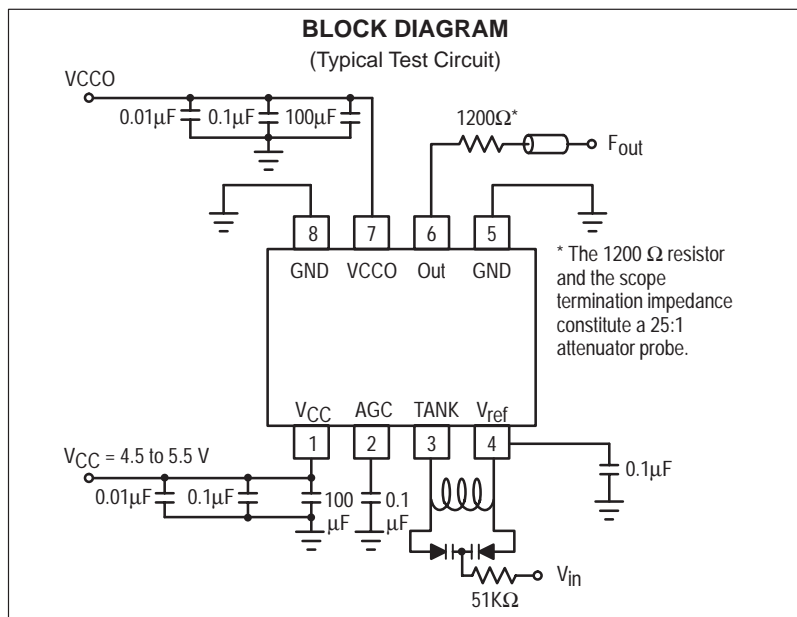 BLOCK DIAGRAM
(Typical Test Circuit)
VCCO
0.01μF
0.1μF
100μF
1200Ω*
Fout
8
7
6
5
GND
VCCO
Out
GND
* The 1200 Ω resistor
and the scope
termination impedance
constitute a 25:1
attenuator probe.
VCC
AGC
TANK
Vref
1
2
3
4
VCC = 4.5 to 5.5 V
0.01μF
0.1μF
100
μF
0.1
μF
0.1μF
Vin
51KΩ